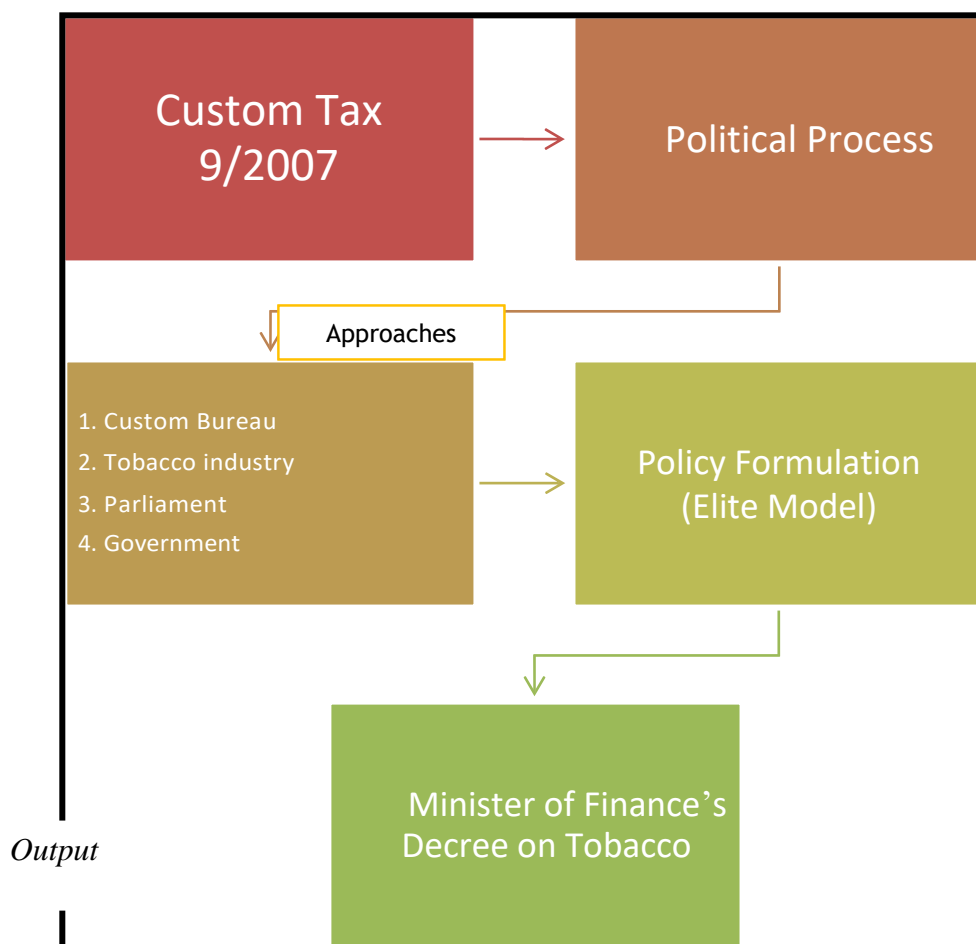 Custom Tax
9/2007
Political Process
Approaches
1. Custom Bureau
2. Tobacco industry
3. Parliament
4. Government
Policy Formulation
(Elite Model)
Minister of Finance’s
Decree on Tobacco
Output